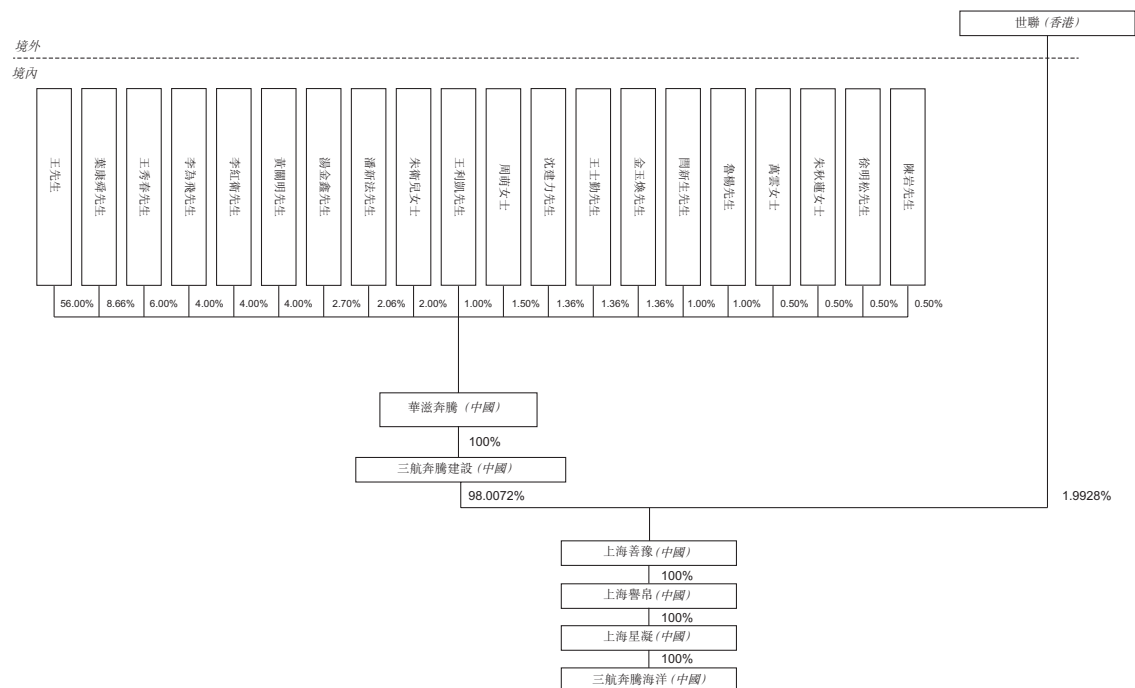 世聯 (香港)
境外
境內
王先生
葉康舜先生
王秀春先生
李為飛先生
李紅衛先生
黃關明先生
湯金鑫先生
潘新法先生
朱衛兒女士
王利凱先生
周萌女士
沈建力先生
王士勤先生
金玉煥先生
閆新生先生
魯楊先生
萬雲女士
朱秋蓮女士
徐明松先生
陳岩先生
56.00% 8.66% 6.00% 4.00% 4.00% 4.00% 2.70% 2.06% 2.00% 1.00% 1.50% 1.36% 1.36% 1.36% 1.00% 1.00% 0.50% 0.50% 0.50% 0.50%
華滋奔騰 (中國)
100%
三航奔騰建設 (中國)
98.0072% 1.9928%
上海善豫 (中國)
100%
上海譽帛 (中國)
100%
上海星凝 (中國)
100%
三航奔騰海洋 (中國)